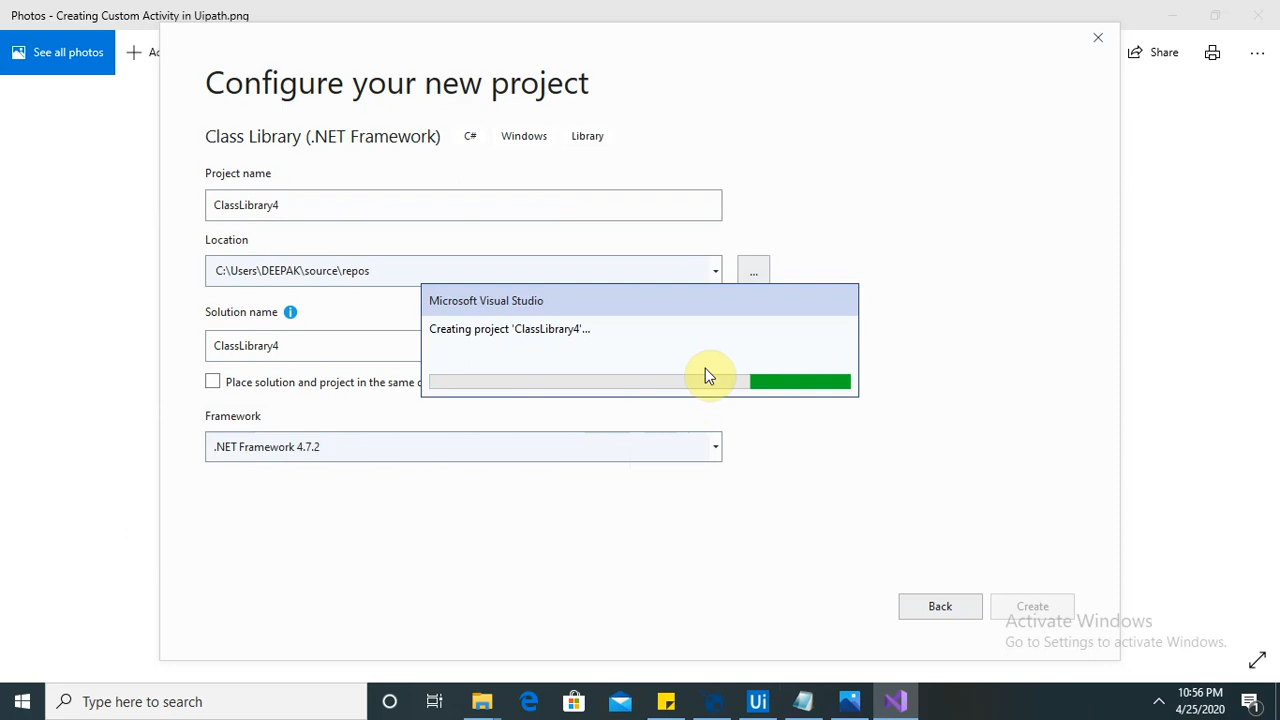 Photos - Creating Custom Activity in Uipath.png
See all photos
Share
Configure your new project
Class Library (.NET Framework) C# Windows Library
Project name
ClassLibrary4
Location
C:\Users\DEEPAK\source\repos
...
Solution name
ClassLibrary4
Microsoft Visual Studio
Creating project 'ClassLibrary4'...
Place solution and project in the same
Framework
.NET Framework 4.7.2
Back
Create
Activate Windows
Go to Settings to activate Windows.
Type here to search
Ui
10:56 PM
4/25/2020
1